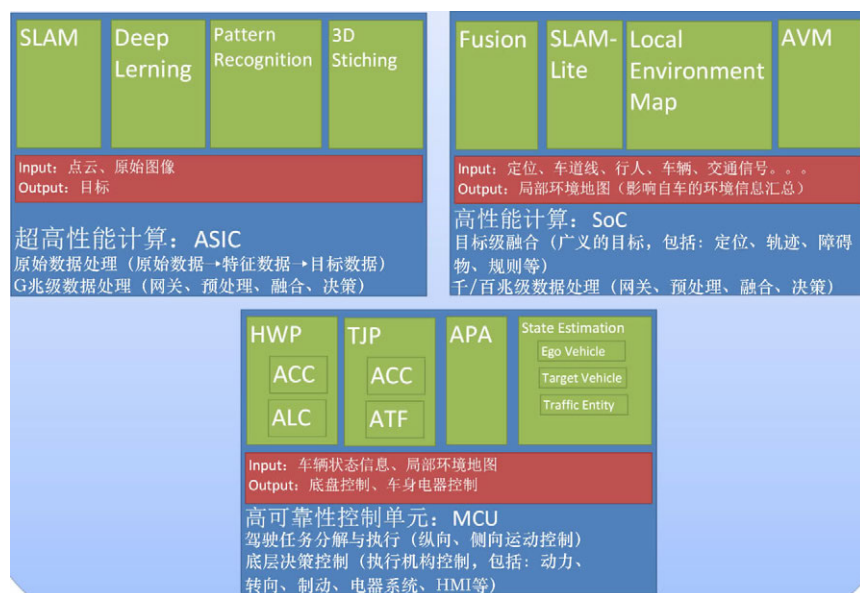 SLAM
Deep
Lerning
Pattern
Recognition
3D
Stiching
Input：点云、原始图像
Output：目标
超高性能计算：ASIC
原始数据处理（原始数据→特征数据→目标数据）
G兆级数据处理（网关、预处理、融合、决策）
Fusion
SLAM-
Lite
Local
Environment
Map
AVM
Input：定位、车道线、行人、车辆、交通信号。。。
Output：局部环境地图（影响自车的环境信息汇总）
高性能计算：SoC
目标级融合（广义的目标，包括：定位、轨迹、障碍
物、规则等）
千/百兆级数据处理（网关、预处理、融合、决策）
HWP
ACC
ALC
TJP
ACC
ATF
APA
State Estimation
Ego Vehicle
Target Vehicle
Traffic Entity
Input：车辆状态信息、局部环境地图
Output：底盘控制、车身电器控制
高可靠性控制单元：MCU
驾驶任务分解与执行（纵向、侧向运动控制）
底层决策控制（执行机构控制，包括：动力、
转向、制动、电器系统、HMI等）